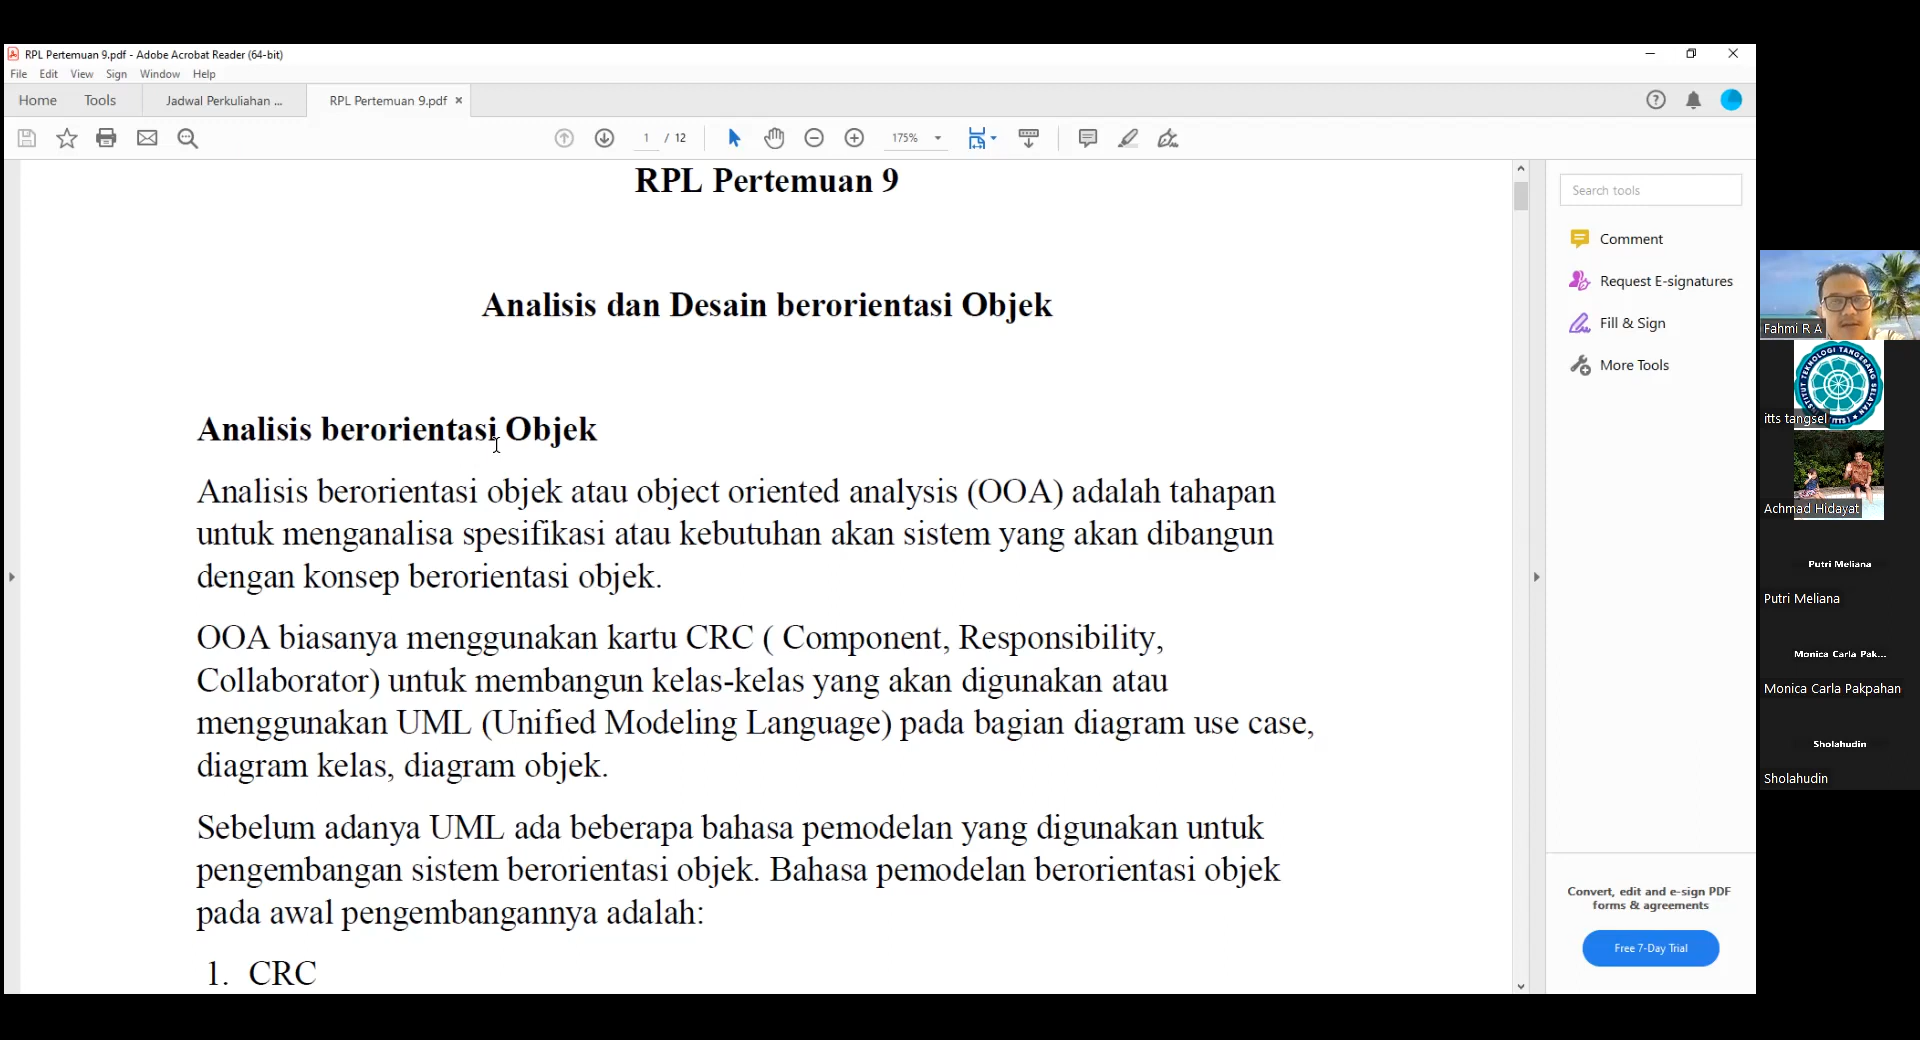 RPL Pertemuan 9.pdf - Adobe Acrobat Reader (64-bit)
File Edit View Sign Window Help
Home Tools Jadwal Perkuliahan ... RPL Pertemuan 9.pdf ×
1 / 12 175%
RPL Pertemuan 9
Analisis dan Desain berorientasi Objek
Analisis berorientasi Objek
Analisis berorientasi objek atau object oriented analysis (OOA) adalah tahapan
untuk menganalisa spesifikasi atau kebutuhan akan sistem yang akan dibangun
dengan konsep berorientasi objek.
OOA biasanya menggunakan kartu CRC ( Component, Responsibility,
Collaborator) untuk membangun kelas-kelas yang akan digunakan atau
menggunakan UML (Unified Modeling Language) pada bagian diagram use case,
diagram kelas, diagram objek.
Sebelum adanya UML ada beberapa bahasa pemodelan yang digunakan untuk
pengembangan sistem berorientasi objek. Bahasa pemodelan berorientasi objek
pada awal pengembangannya adalah:
1. CRC
Search tools
Comment
Request E-signatures
Fill & Sign
More Tools
Convert, edit and e-sign PDF
forms & agreements
Free 7-Day Trial
Fahmi R A
INSTITUT TEKNOLOGI TANGERANG SELATAN (ITTS)
itts tangsel
Achmad Hidayat
Putri Meliana
Putri Meliana
Monica Carla Pak...
Monica Carla Pakpahan
Sholahudin
Sholahudin